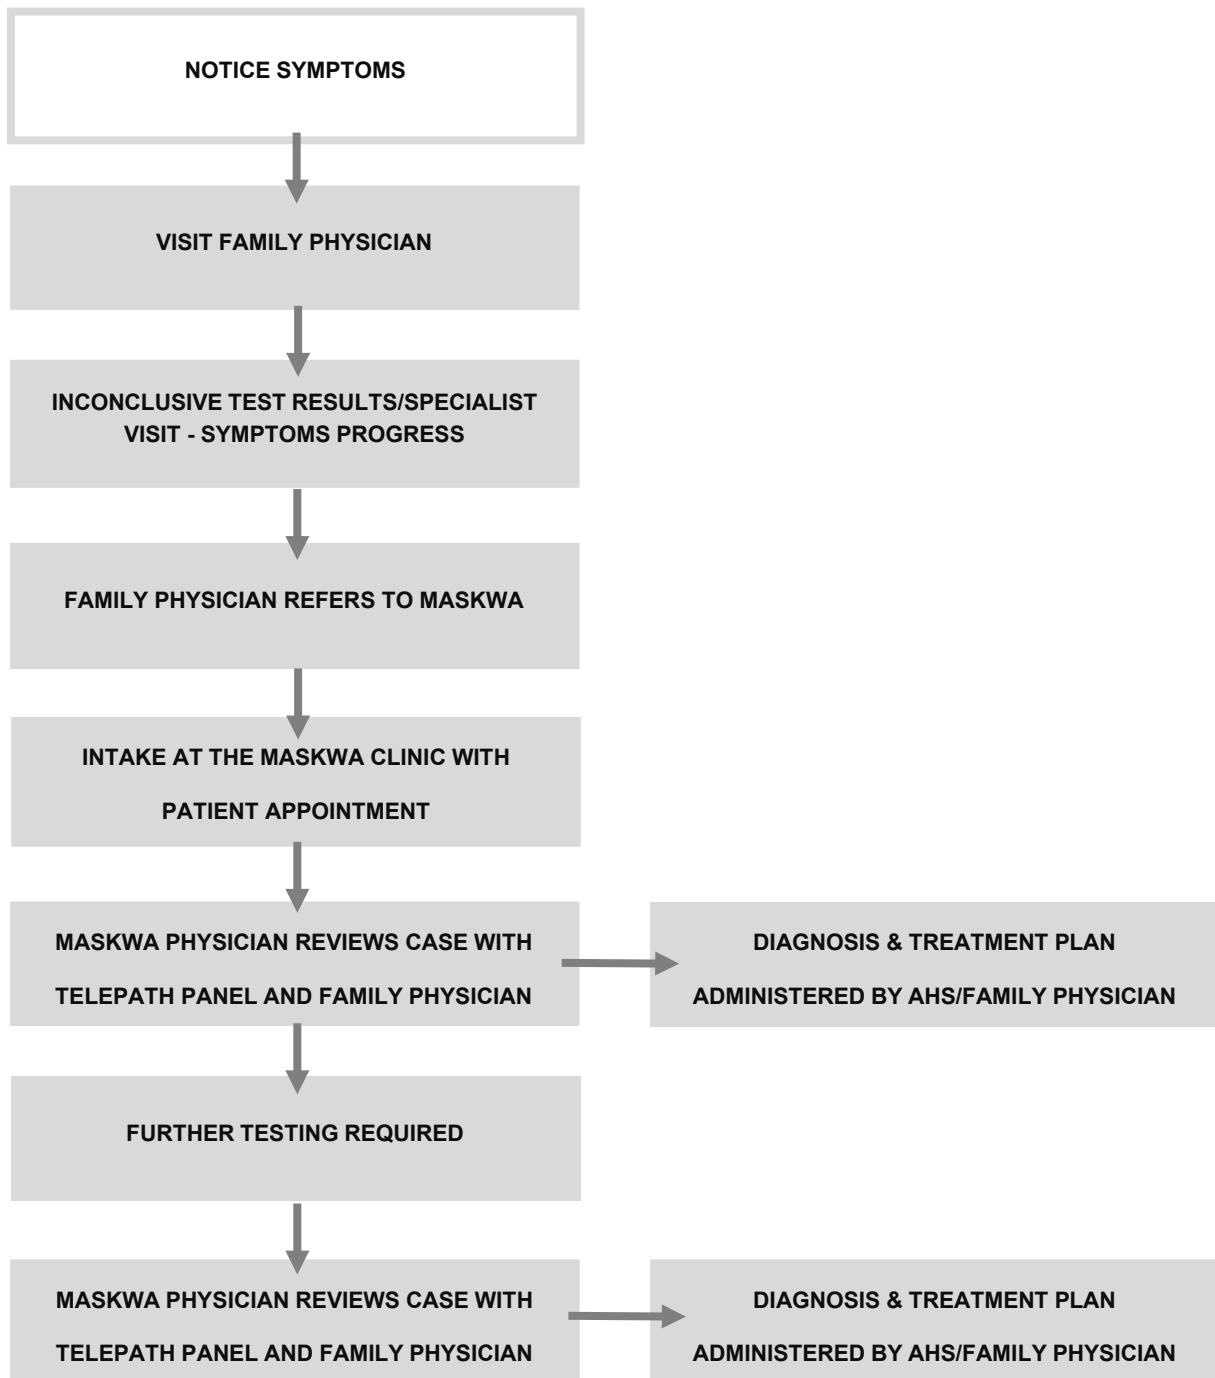 NOTICE SYMPTOMS
VISIT FAMILY PHYSICIAN
INCONCLUSIVE TEST RESULTS/SPECIALIST
VISIT - SYMPTOMS PROGRESS
FAMILY PHYSICIAN REFERS TO MASKWA
INTAKE AT THE MASKWA CLINIC WITH
PATIENT APPOINTMENT
MASKWA PHYSICIAN REVIEWS CASE WITH
TELEPATH PANEL AND FAMILY PHYSICIAN
DIAGNOSIS & TREATMENT PLAN
ADMINISTERED BY AHS/FAMILY PHYSICIAN
FURTHER TESTING REQUIRED
MASKWA PHYSICIAN REVIEWS CASE WITH
TELEPATH PANEL AND FAMILY PHYSICIAN
DIAGNOSIS & TREATMENT PLAN
ADMINISTERED BY AHS/FAMILY PHYSICIAN